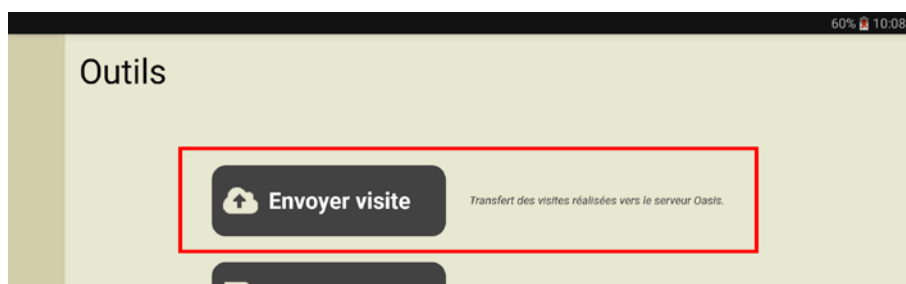 60% 10:08
Outils
Envoyer visite
Transfert des visites réalisées vers le serveur Oasis.